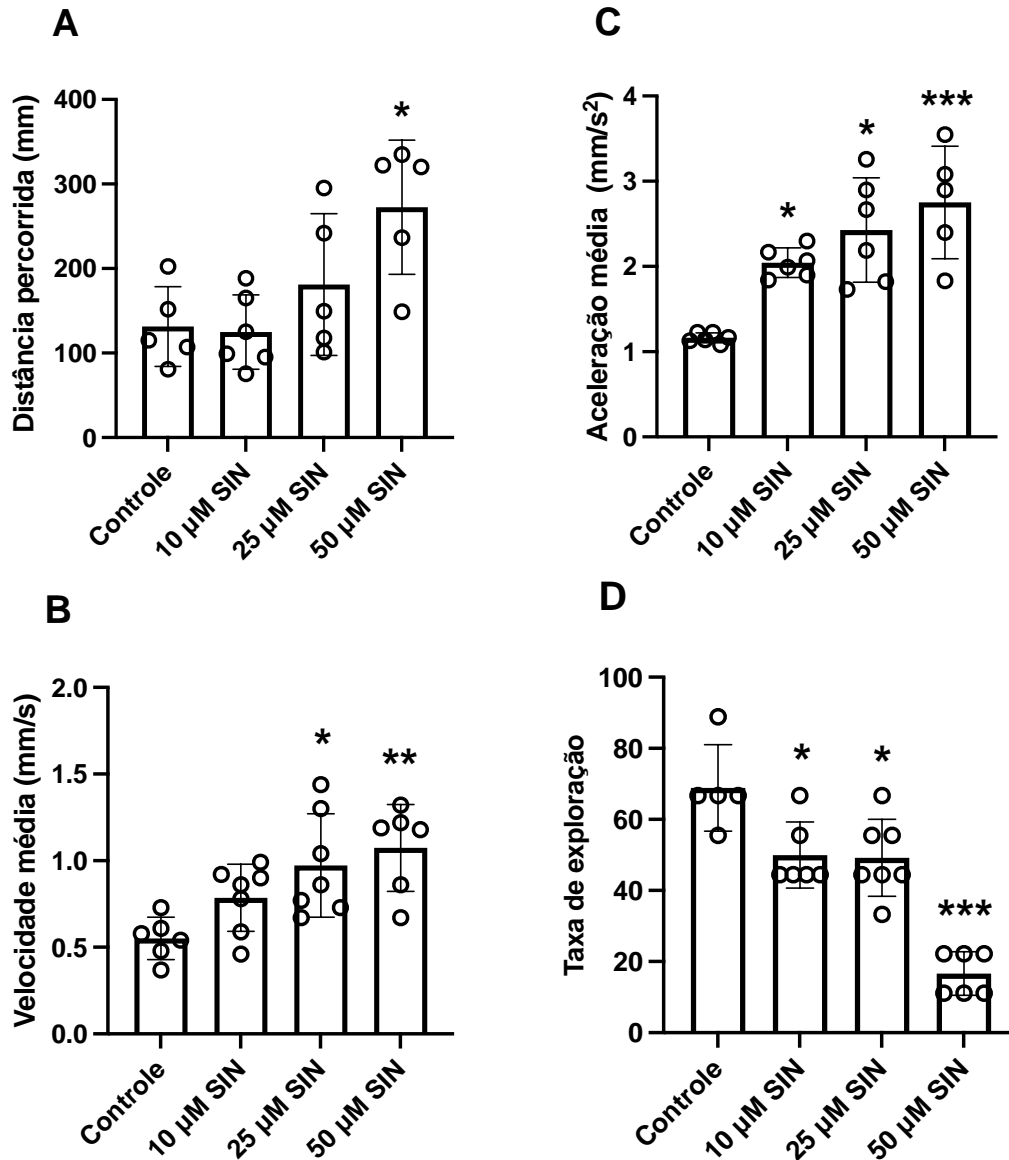 A
Distância percorrida (mm)
400
300
200
100
0
*
Controle
10 µM SIN
25 µM SIN
50 µM SIN
C
Aceleração média (mm/s²)
4
3
2
1
0
*
*
***
Controle
10 µM SIN
25 µM SIN
50 µM SIN
B
Velocidade média (mm/s)
2.0
1.5
1.0
0.5
0.0
*
**
Controle
10 µM SIN
25 µM SIN
50 µM SIN
D
Taxa de exploração
100
80
60
40
20
0
*
*
***
Controle
10 µM SIN
25 µM SIN
50 µM SIN